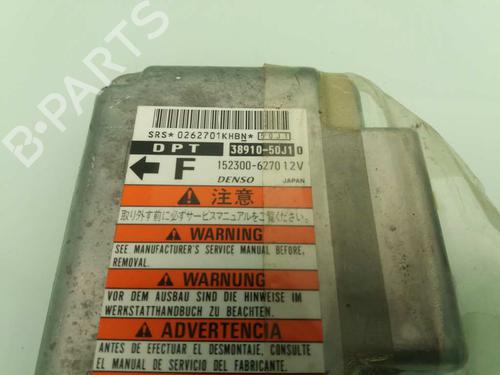 SRS* 0262701KHBN* 50J1
DPT 38910-50J10
F 152300-6270 12V
DENSO JAPAN
注意
取り外す前に必ずサービスマニュアルをご覧ください。
WARNING
SEE MANUFACTURER'S SERVICE MANUAL BEFORE,
REMOVAL.
WARNUNG
VOR DEM AUSBAU SIND DIE HINWEISE IM
WERKSTATTHANDBUCH ZU BEACHTEN.
ADVERTENCIA
ANTES DE EFECTUAR EL DESMONTAJE, CONSULTE
EL MANUAL DE SERVICIO DEL FABRICANTE.
B-PARTS